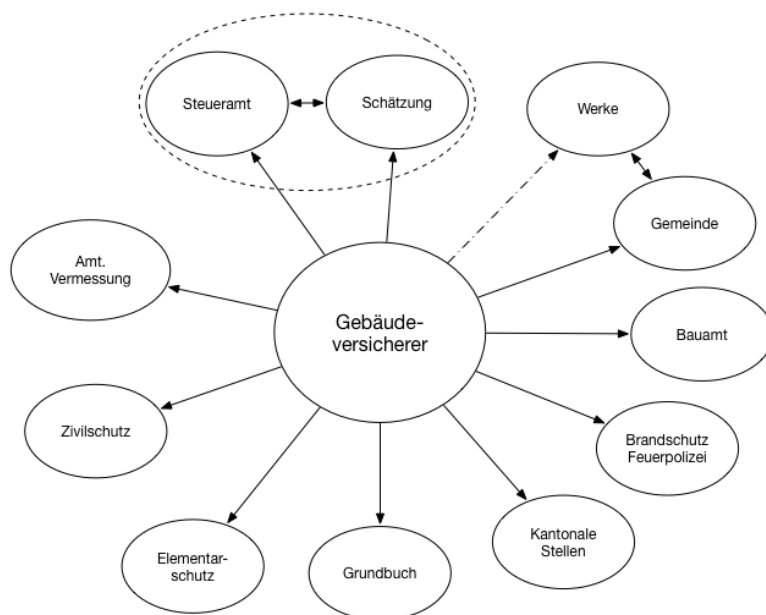 Steueramt
Schätzung
Werke
Gemeinde
Amt.
Vermessung
Gebäude-
versicherer
Bauamt
Zivilschutz
Brandschutz
Feuerpolizei
Kantonale
Stellen
Elementar-
schutz
Grundbuch